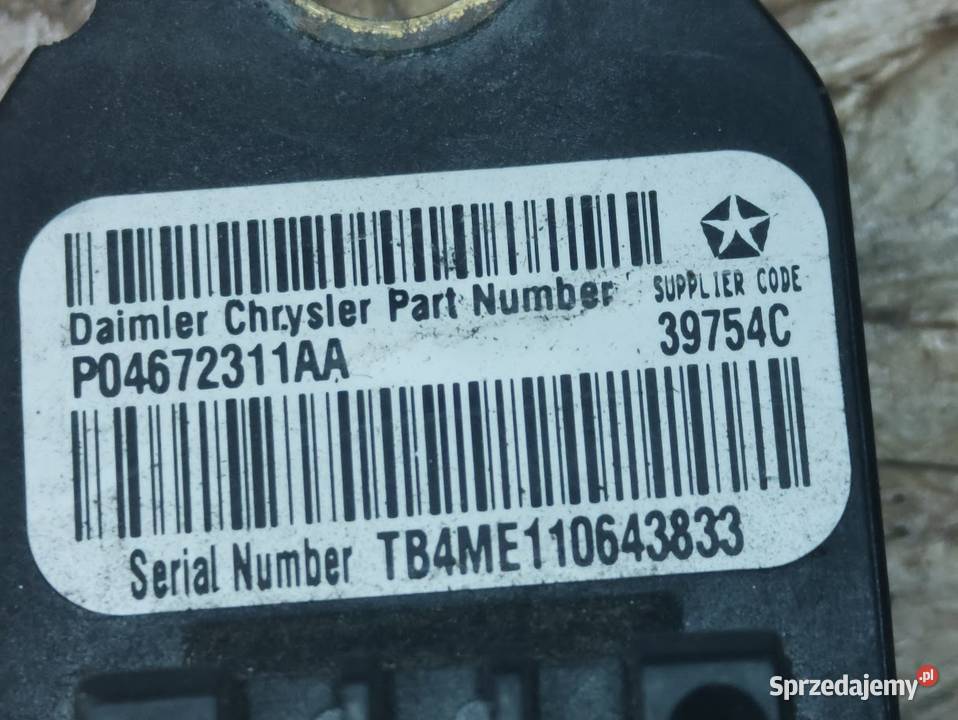 Daimler Chrysler Part Number
SUPPLIER CODE
P04672311AA
39754C
Serial Number TB4ME110643833
Sprzedajemy.pl